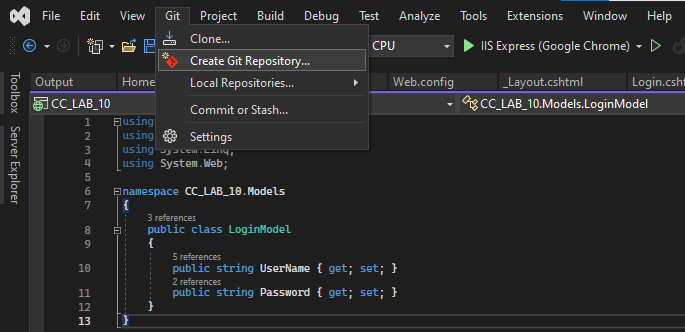 File Edit View Git Project Build Debug Test Analyze Tools Extensions Window
Clone...
CPU IIS Express (Google Chrome)
Create Git Repository...
Output Home Web.config _Layout.cshtml Login.cshtml
Local Repositories...
CC_LAB_10 CC_LAB_10.Models.LoginModel
Commit or Stash...
Settings
Toolbox
Server Explorer
1 using
2
3 using System.Linq;
4 using System.Web;
5
6 namespace CC_LAB_10.Models
7 {
3 references
8 public class LoginModel
9 {
5 references
10 public string UserName { get; set; }
2 references
11 public string Password { get; set; }
12 }
13 }